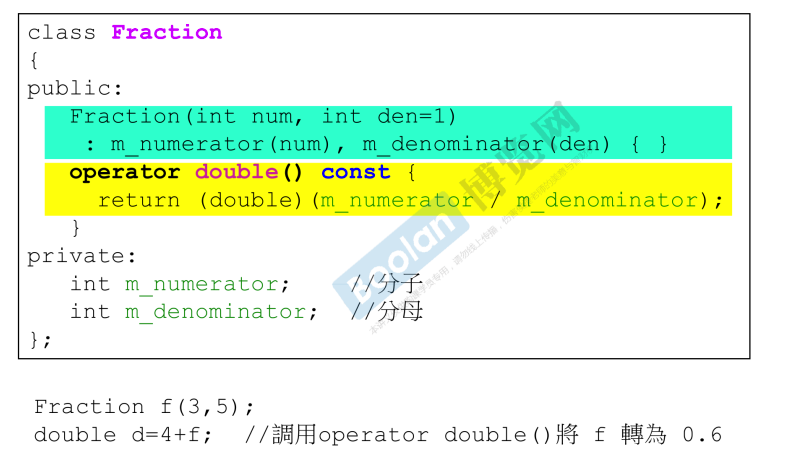 class Fraction
{
public:
   Fraction(int num, int den=1)
    : m_numerator(num), m_denominator(den) { }
   operator double() const {
     return (double)(m_numerator / m_denominator);
   }
private:
   int m_numerator;    //分子
   int m_denominator;  //分母
};
Boolan 博览网
Fraction f(3,5);
double d=4+f;  //調用operator double()將 f 轉為 0.6